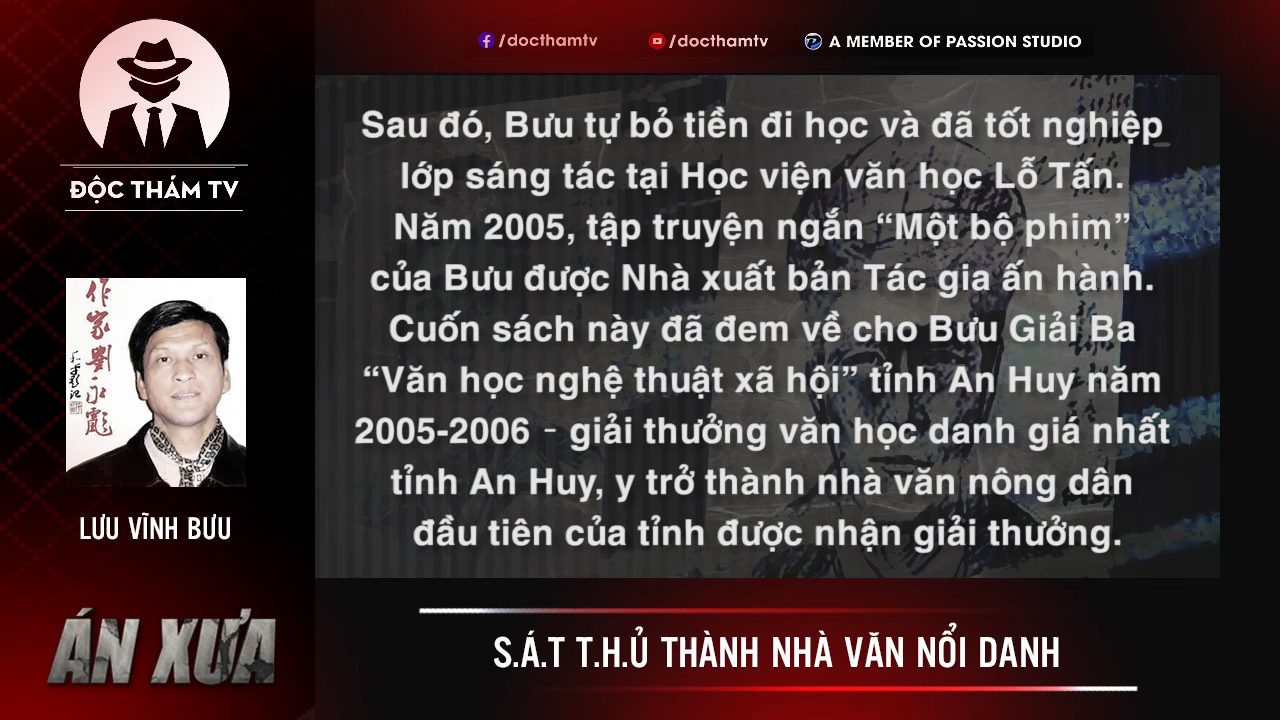 /docthamtv
/docthamtv
A MEMBER OF PASSION STUDIO
ĐỘC THÁM TV
Sau đó, Bưu tự bỏ tiền đi học và đã tốt nghiệp
lớp sáng tác tại Học viện văn học Lỗ Tấn.
Năm 2005, tập truyện ngắn “Một bộ phim”
của Bưu được Nhà xuất bản Tác gia ấn hành.
Cuốn sách này đã đem về cho Bưu Giải Ba
“Văn học nghệ thuật xã hội” tỉnh An Huy năm
2005-2006 - giải thưởng văn học danh giá nhất
tỉnh An Huy, y trở thành nhà văn nông dân
đầu tiên của tỉnh được nhận giải thưởng.
作家劉永彪
LƯU VĨNH BƯU
ÁN XƯA
S.Á.T T.H.Ủ THÀNH NHÀ VĂN NỔI DANH